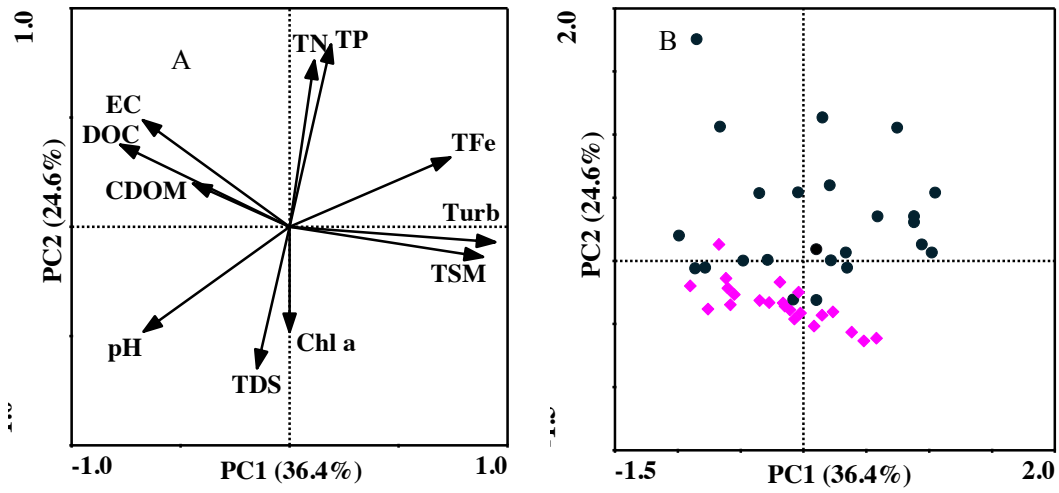 1.0
A
TN
TP
EC
DOC
CDOM
TFe
Turb
TSM
pH
Chl a
TDS
PC2 (24.6%)
-1.0
PC1 (36.4%)
1.0
2.0
B
PC2 (24.6%)
-1.5
PC1 (36.4%)
2.0